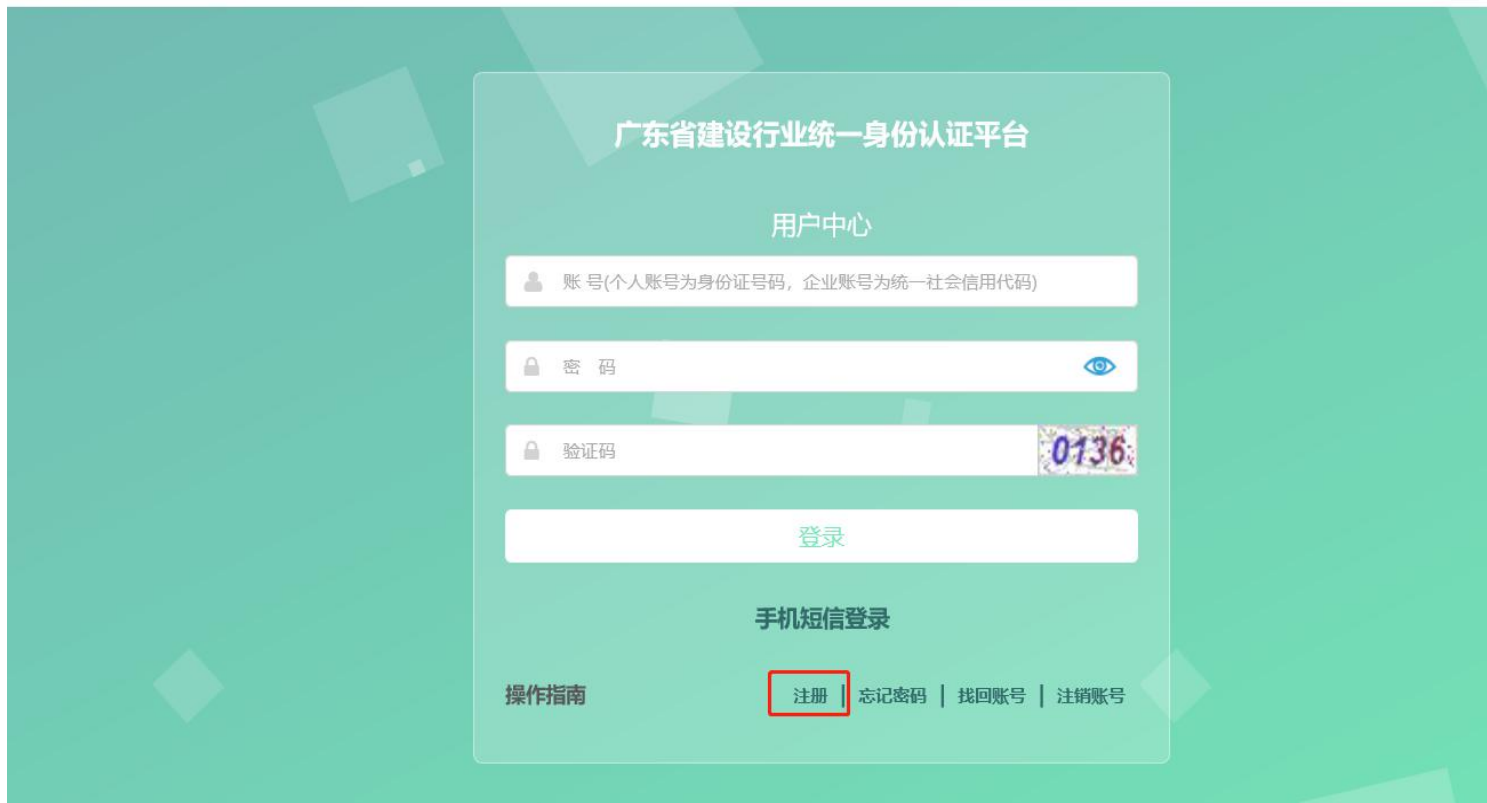 广东省建设行业统一身份认证平台
用户中心
账 号(个人账号为身份证号码，企业账号为统一社会信用代码)
密 码
验证码 0136
登录
手机短信登录
操作指南 注册 | 忘记密码 | 找回账号 | 注销账号